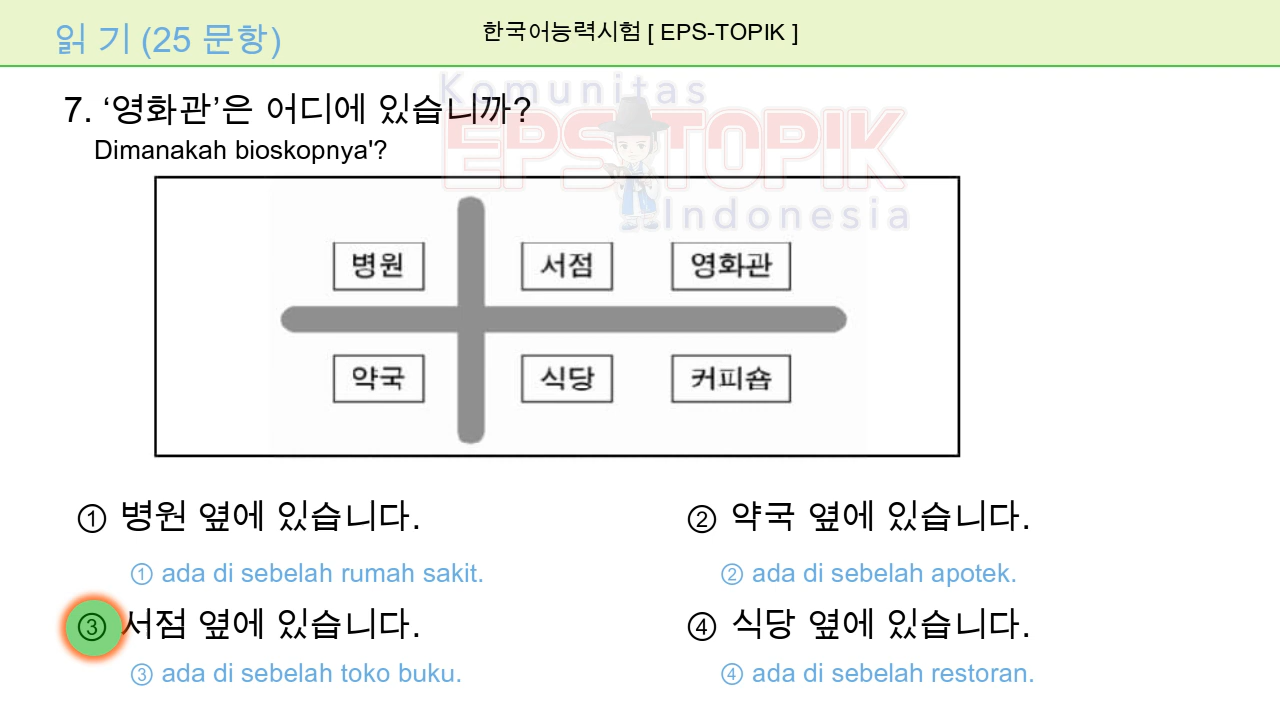 읽 기 (25 문항)
한국어능력시험 [ EPS-TOPIK ]
Komunitas
EPS TOPIK
Indonesia
7. ‘영화관’은 어디에 있습니까?
Dimanakah bioskopnya'?
병원 서점 영화관
약국 식당 커피숍
① 병원 옆에 있습니다.
② 약국 옆에 있습니다.
① ada di sebelah rumah sakit.
② ada di sebelah apotek.
③ 서점 옆에 있습니다.
④ 식당 옆에 있습니다.
③ ada di sebelah toko buku.
④ ada di sebelah restoran.